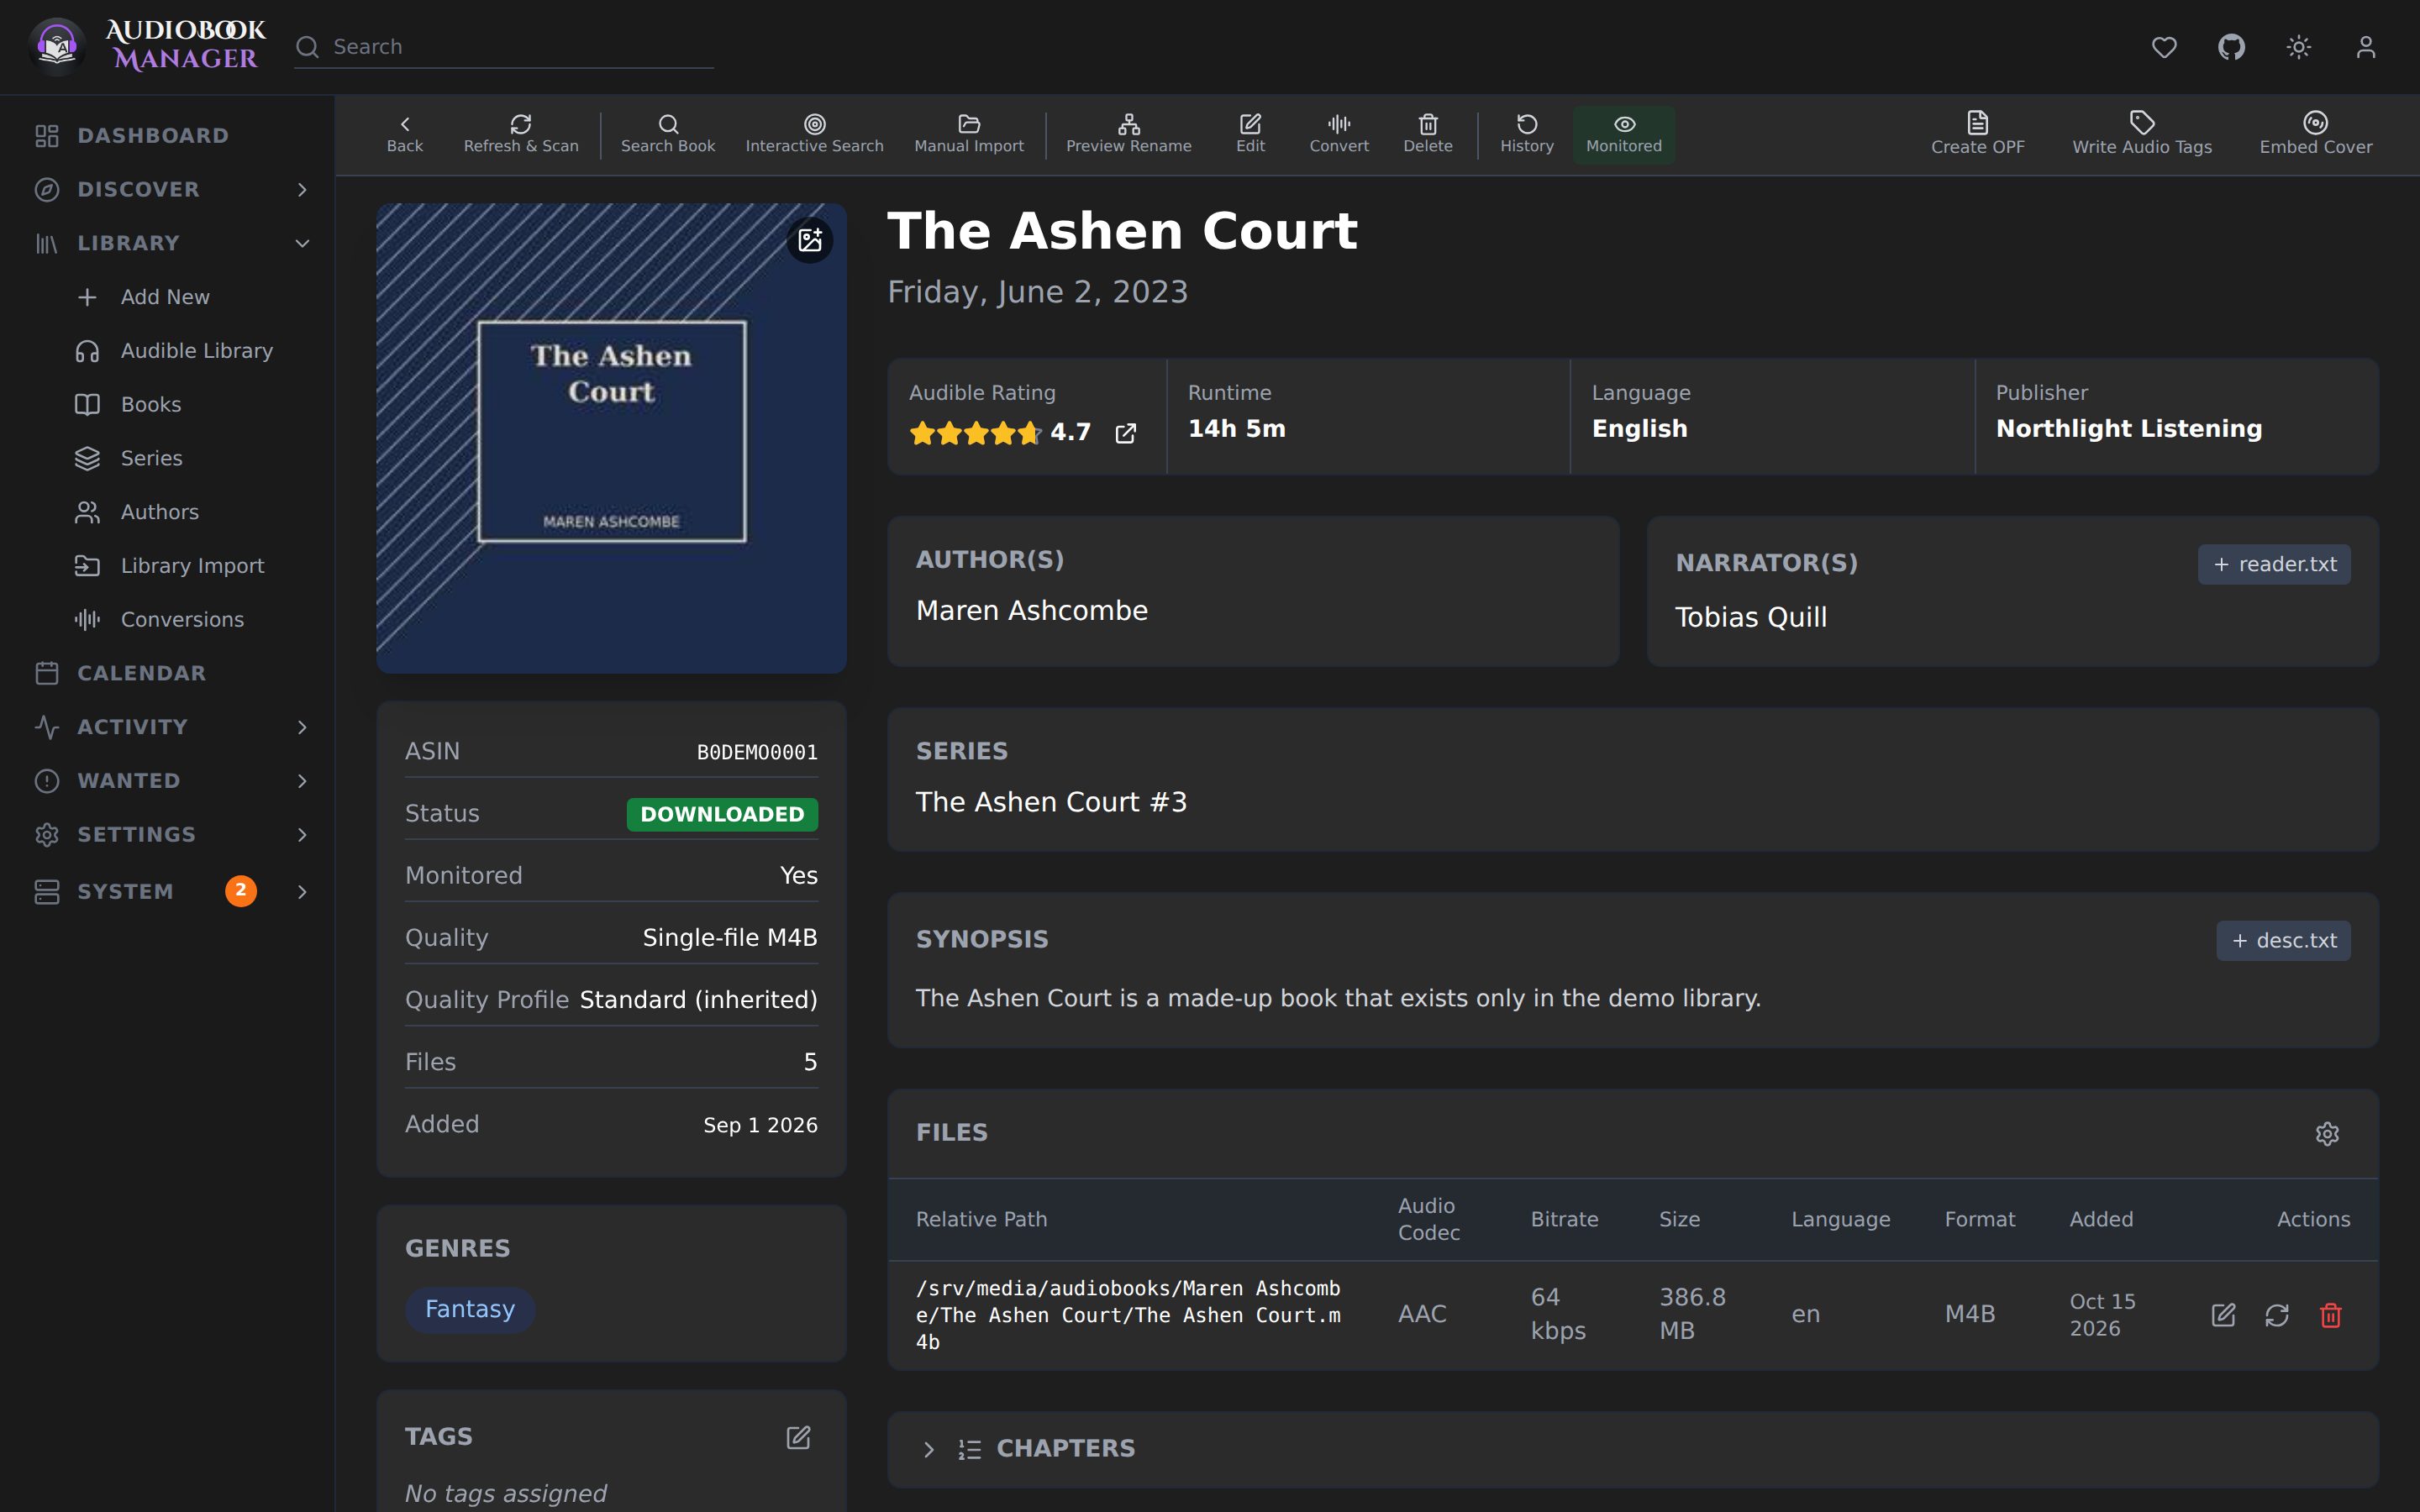 AUDIOBOOK
MANAGER
Search
DASHBOARD
DISCOVER
LIBRARY
Add New
Audible Library
Books
Series
Authors
Library Import
Conversions
CALENDAR
ACTIVITY
WANTED
SETTINGS
SYSTEM 2
Back
Refresh & Scan
Search Book
Interactive Search
Manual Import
Preview Rename
Edit
Convert
Delete
History
Monitored
Create OPF
Write Audio Tags
Embed Cover
The Ashen
Court
MAREN ASHCOMBE
ASIN B0DEMO0001
Status DOWNLOADED
Monitored Yes
Quality Single-file M4B
Quality Profile Standard (inherited)
Files 5
Added Sep 1 2026
GENRES
Fantasy
TAGS
No tags assigned
The Ashen Court
Friday, June 2, 2023
Audible Rating
4.7
Runtime
14h 5m
Language
English
Publisher
Northlight Listening
AUTHOR(S)
Maren Ashcombe
NARRATOR(S)
+ reader.txt
Tobias Quill
SERIES
The Ashen Court #3
SYNOPSIS
+ desc.txt
The Ashen Court is a made-up book that exists only in the demo library.
FILES
Relative Path
Audio
Codec
Bitrate
Size
Language
Format
Added
Actions
/srv/media/audiobooks/Maren Ashcomb
e/The Ashen Court/The Ashen Court.m
4b
AAC
64
kbps
386.8
MB
en
M4B
Oct 15
2026
CHAPTERS